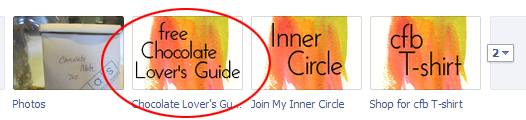 free
Chocolate
Lover's Guide
Inner
Circle
cfb
T-shirt
2
Photos
Chocolate Lover's Gu...
Join My Inner Circle
Shop for cfb T-shirt